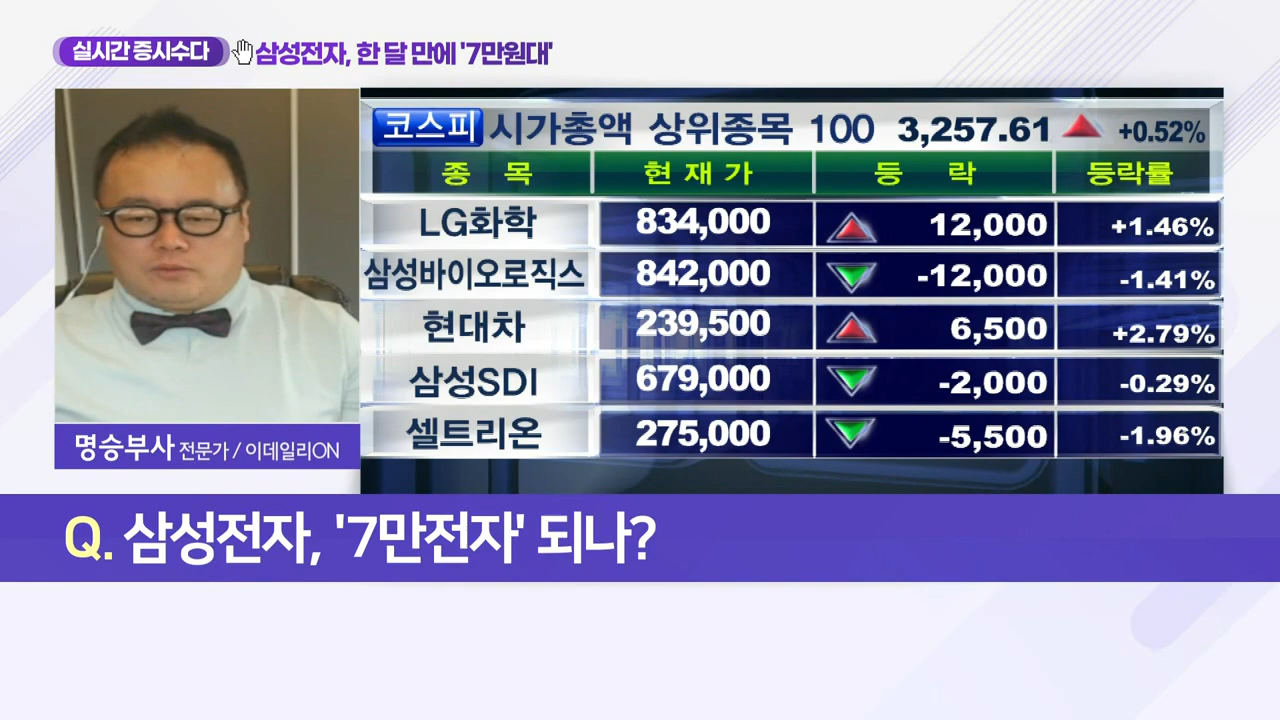 실시간 증시수다 삼성전자, 한 달 만에 '7만원대'
코스피 시가총액 상위종목 100 3,257.61 +0.52%
종 목 현 재 가 등 락 등락률
LG화학 834,000 12,000 +1.46%
삼성바이오로직스 842,000 -12,000 -1.41%
현대차 239,500 6,500 +2.79%
삼성SDI 679,000 -2,000 -0.29%
셀트리온 275,000 -5,500 -1.96%
명승부사 전문가 / 이데일리ON
Q. 삼성전자, '7만전자' 되나?